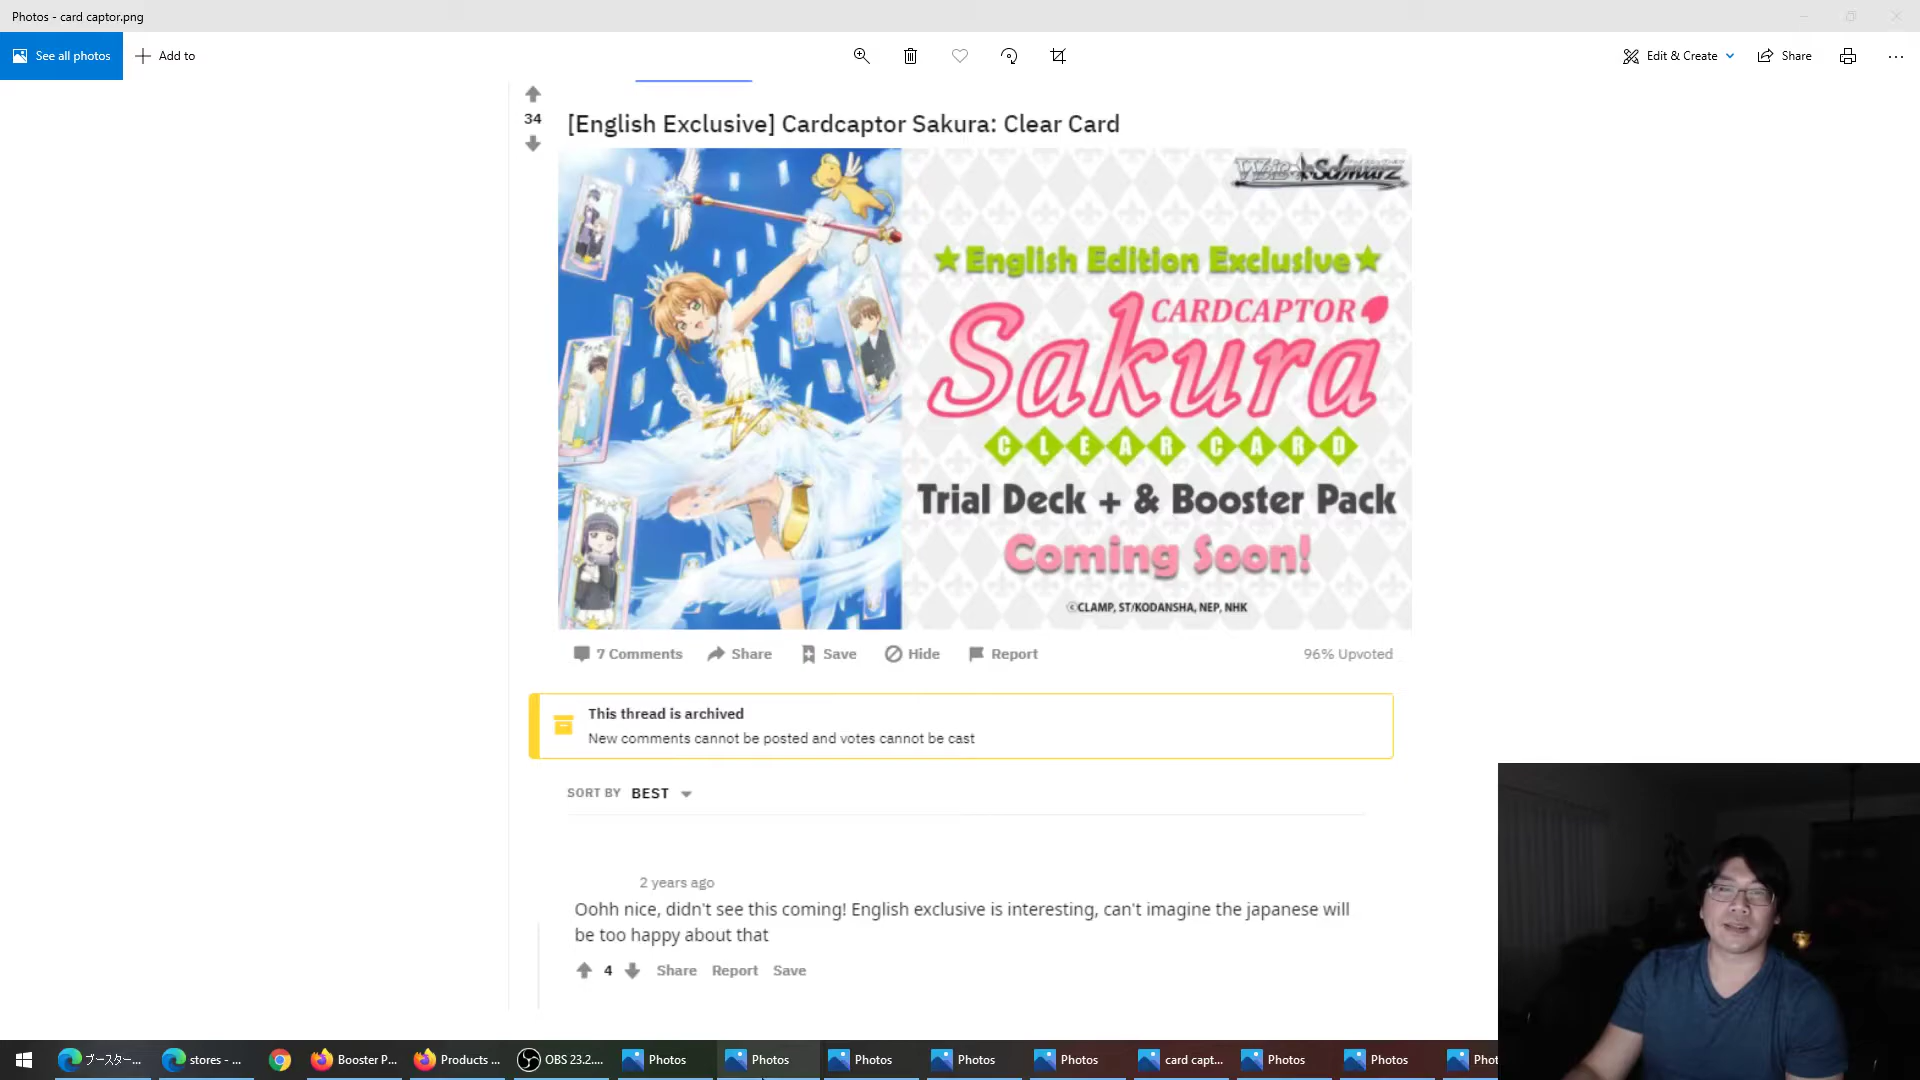 Photos - card captor.png
See all photos
Add to
Edit & Create
Share
34
[English Exclusive] Cardcaptor Sakura: Clear Card
Weiß Schwarz
★English Edition Exclusive★
CARDCAPTOR
Sakura
CLEAR CARD
Trial Deck + & Booster Pack
Coming Soon!
©CLAMP, ST/KODANSHA, NEP, NHK
7 Comments Share Save Hide Report 96% Upvoted
This thread is archived
New comments cannot be posted and votes cannot be cast
SORT BY BEST
2 years ago
Oohh nice, didn't see this coming! English exclusive is interesting, can't imagine the japanese will
be too happy about that
4 Share Report Save
ブースター... stores - ... Booster P... Products ... OBS 23.2.... Photos Photos Photos Photos Photos card capt... Photos Photos Phot